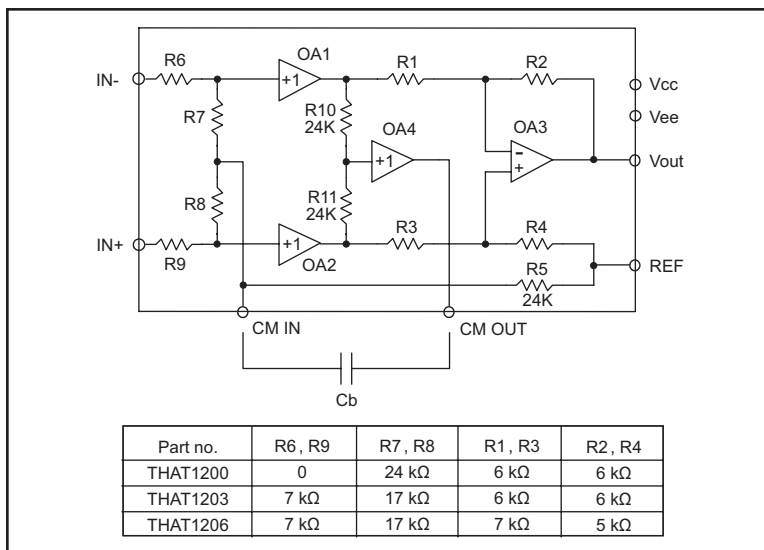 R6
OA1
R1
R2
IN-
+1
Vcc
R7
R10
24K
OA4
Vee
OA3
+1
-
+
Vout
R8
R11
24K
IN+
R9
+1
OA2
R3
R4
R5
24K
REF
CM IN
CM OUT
Cb
Part no. R6 , R9 R7 , R8 R1 , R3 R2 , R4
THAT1200 0 24 kΩ 6 kΩ 6 kΩ
THAT1203 7 kΩ 17 kΩ 6 kΩ 6 kΩ
THAT1206 7 kΩ 17 kΩ 7 kΩ 5 kΩ